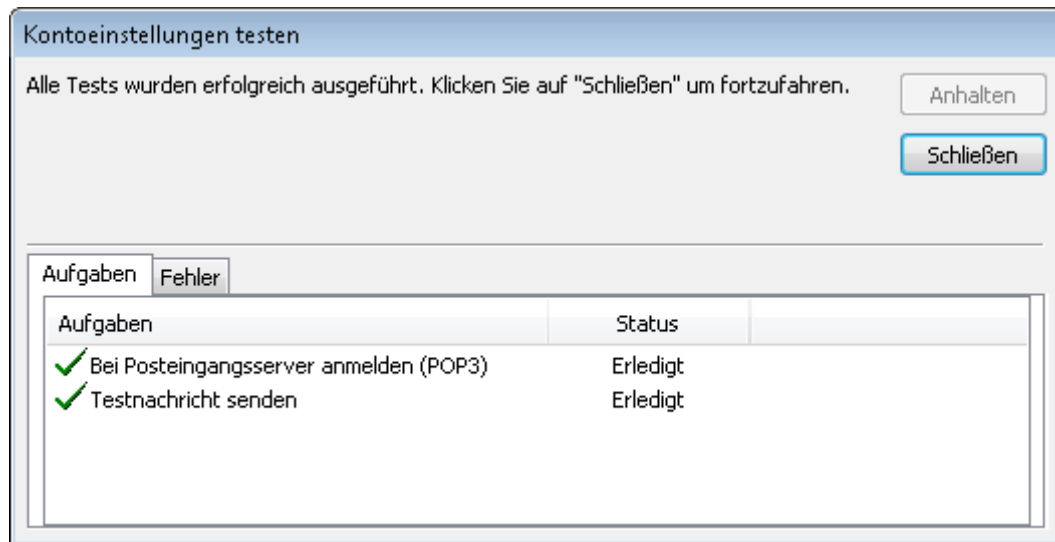 Kontoeinstellungen testen
Alle Tests wurden erfolgreich ausgeführt. Klicken Sie auf "Schließen" um fortzufahren.
Anhalten
Schließen
Aufgaben Fehler
Aufgaben Status
Bei Posteingangsserver anmelden (POP3) Erledigt
Testnachricht senden Erledigt